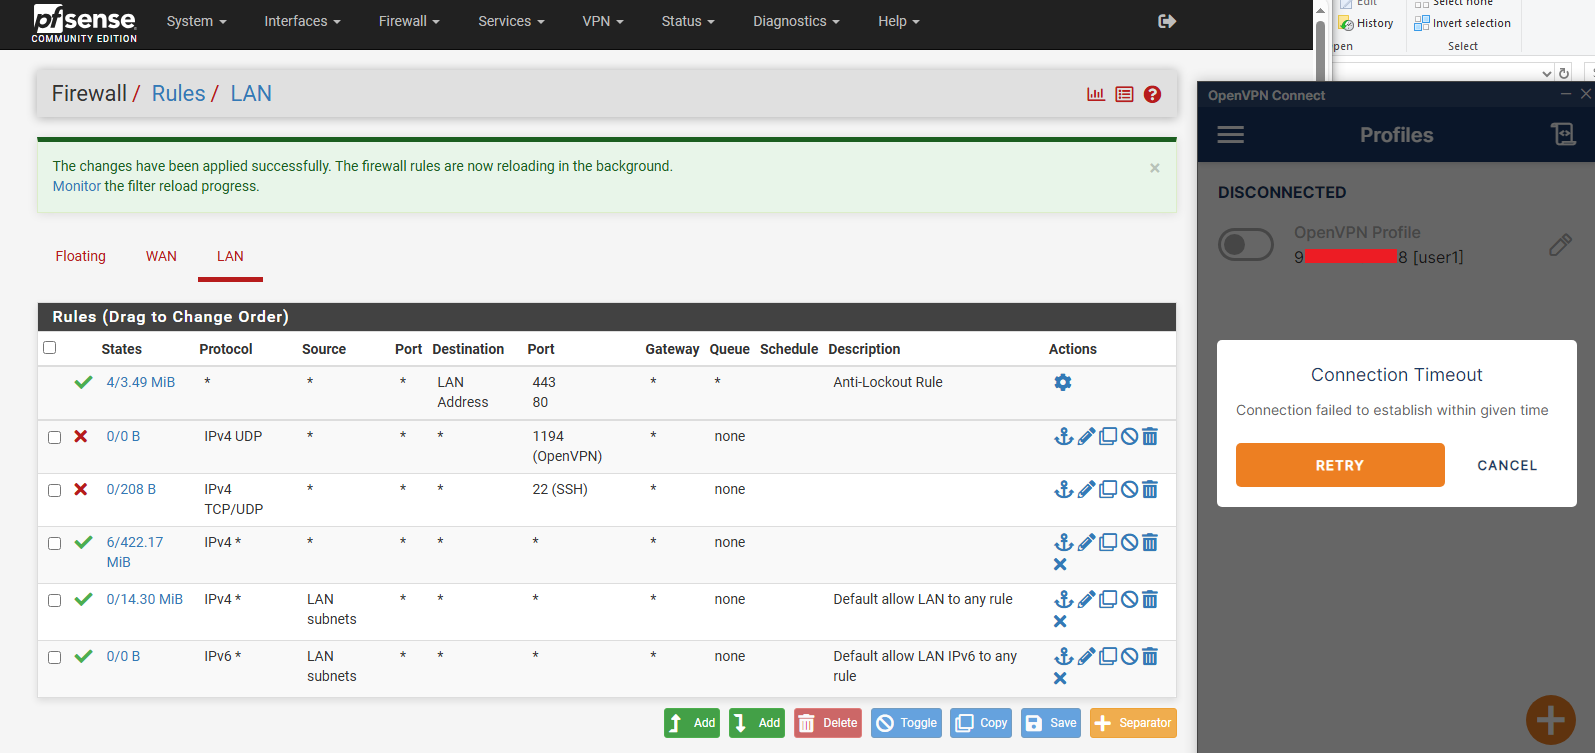 pfsense
COMMUNITY EDITION
System
Interfaces
Firewall
Services
VPN
Status
Diagnostics
Help
Firewall / Rules / LAN
The changes have been applied successfully. The firewall rules are now reloading in the background.
Monitor the filter reload progress.
Floating
WAN
LAN
Rules (Drag to Change Order)
States Protocol Source Port Destination Port Gateway Queue Schedule Description Actions
4/3.49 MiB * * * LAN 443 * * Anti-Lockout Rule
Address 80
0/0 B IPv4 UDP * * * 1194 * none
(OpenVPN)
0/208 B IPv4 * * * 22 (SSH) * none
TCP/UDP
6/422.17 IPv4 * * * * * * none
MiB
0/14.30 MiB IPv4 * LAN * * * * none Default allow LAN to any rule
subnets
0/0 B IPv6 * LAN * * * * none Default allow LAN IPv6 to any
subnets rule
Add
Add
Delete
Toggle
Copy
Save
Separator
Edit
Select none
History
Invert selection
pen
Select
OpenVPN Connect
Profiles
DISCONNECTED
OpenVPN Profile
9 8 [user1]
Connection Timeout
Connection failed to establish within given time
RETRY
CANCEL